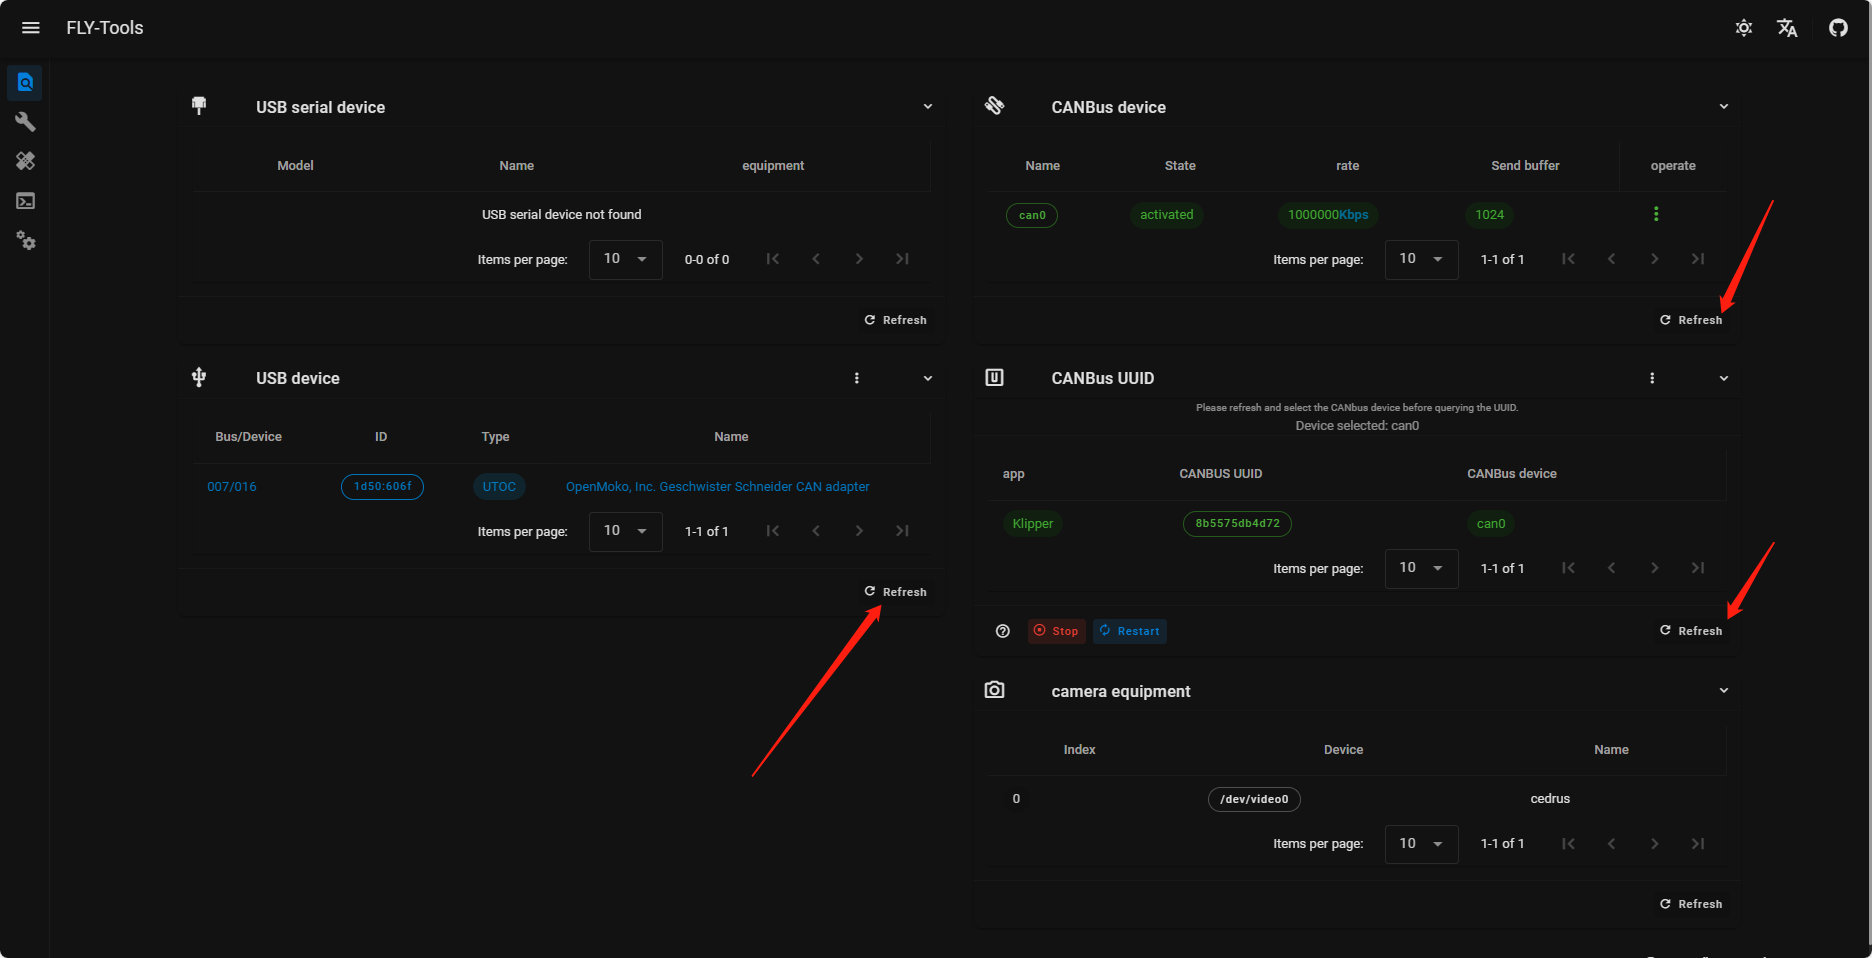 FLY-Tools
USB serial device
Model Name equipment
USB serial device not found
Items per page: 10 0-0 of 0
Refresh
USB device
Bus/Device ID Type Name
007/016 1d50:606f UTOC OpenMoko, Inc. Geschwister Schneider CAN adapter
Items per page: 10 1-1 of 1
Refresh
CANBus device
Name State rate Send buffer operate
can0 activated 1000000Kbps 1024
Items per page: 10 1-1 of 1
Refresh
CANBus UUID
Please refresh and select the CANbus device before querying the UUID.
Device selected: can0
app CANBUS UUID CANBus device
Klipper 8b5575db4d72 can0
Items per page: 10 1-1 of 1
Stop Restart Refresh
camera equipment
Index Device Name
0 /dev/video0 cedrus
Items per page: 10 1-1 of 1
Refresh